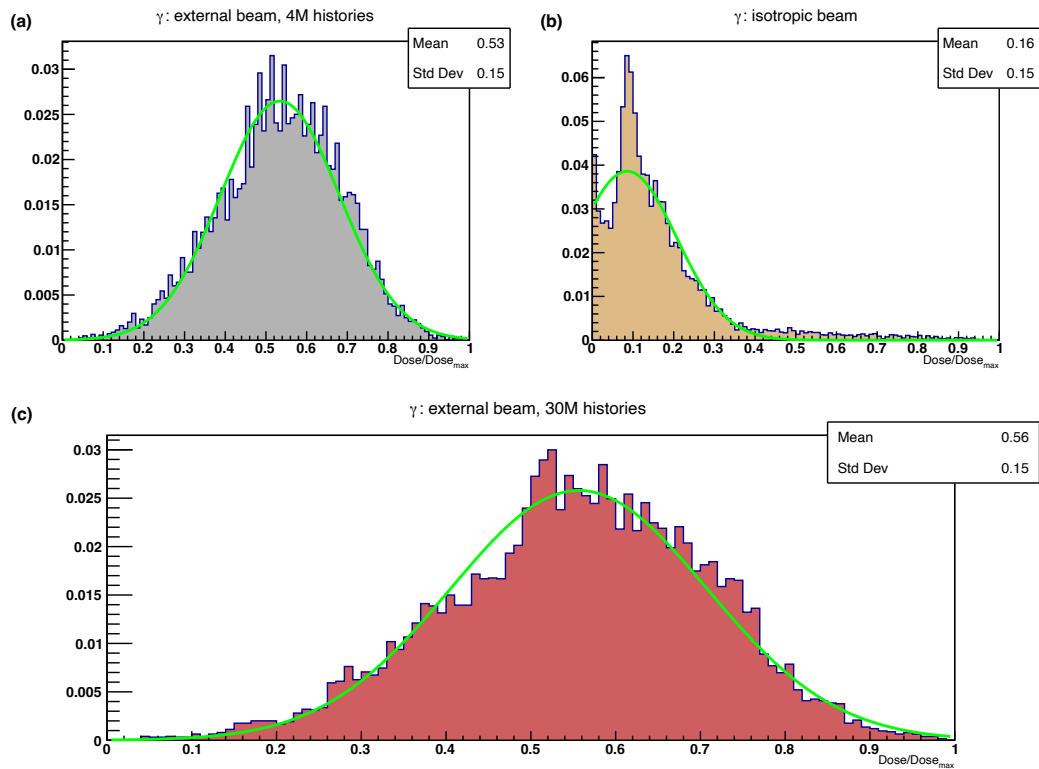 (a)
γ: external beam, 4M histories
Mean 0.53
Std Dev 0.15
0.03
0.025
0.02
0.015
0.01
0.005
0
0 0.1 0.2 0.3 0.4 0.5 0.6 0.7 0.8 0.9 1
Dose/Dose_max
(b)
γ: isotropic beam
Mean 0.16
Std Dev 0.15
0.06
0.05
0.04
0.03
0.02
0.01
0
0 0.1 0.2 0.3 0.4 0.5 0.6 0.7 0.8 0.9 1
Dose/Dose_max
(c)
γ: external beam, 30M histories
Mean 0.56
Std Dev 0.15
0.03
0.025
0.02
0.015
0.01
0.005
0
0 0.1 0.2 0.3 0.4 0.5 0.6 0.7 0.8 0.9 1
Dose/Dose_max